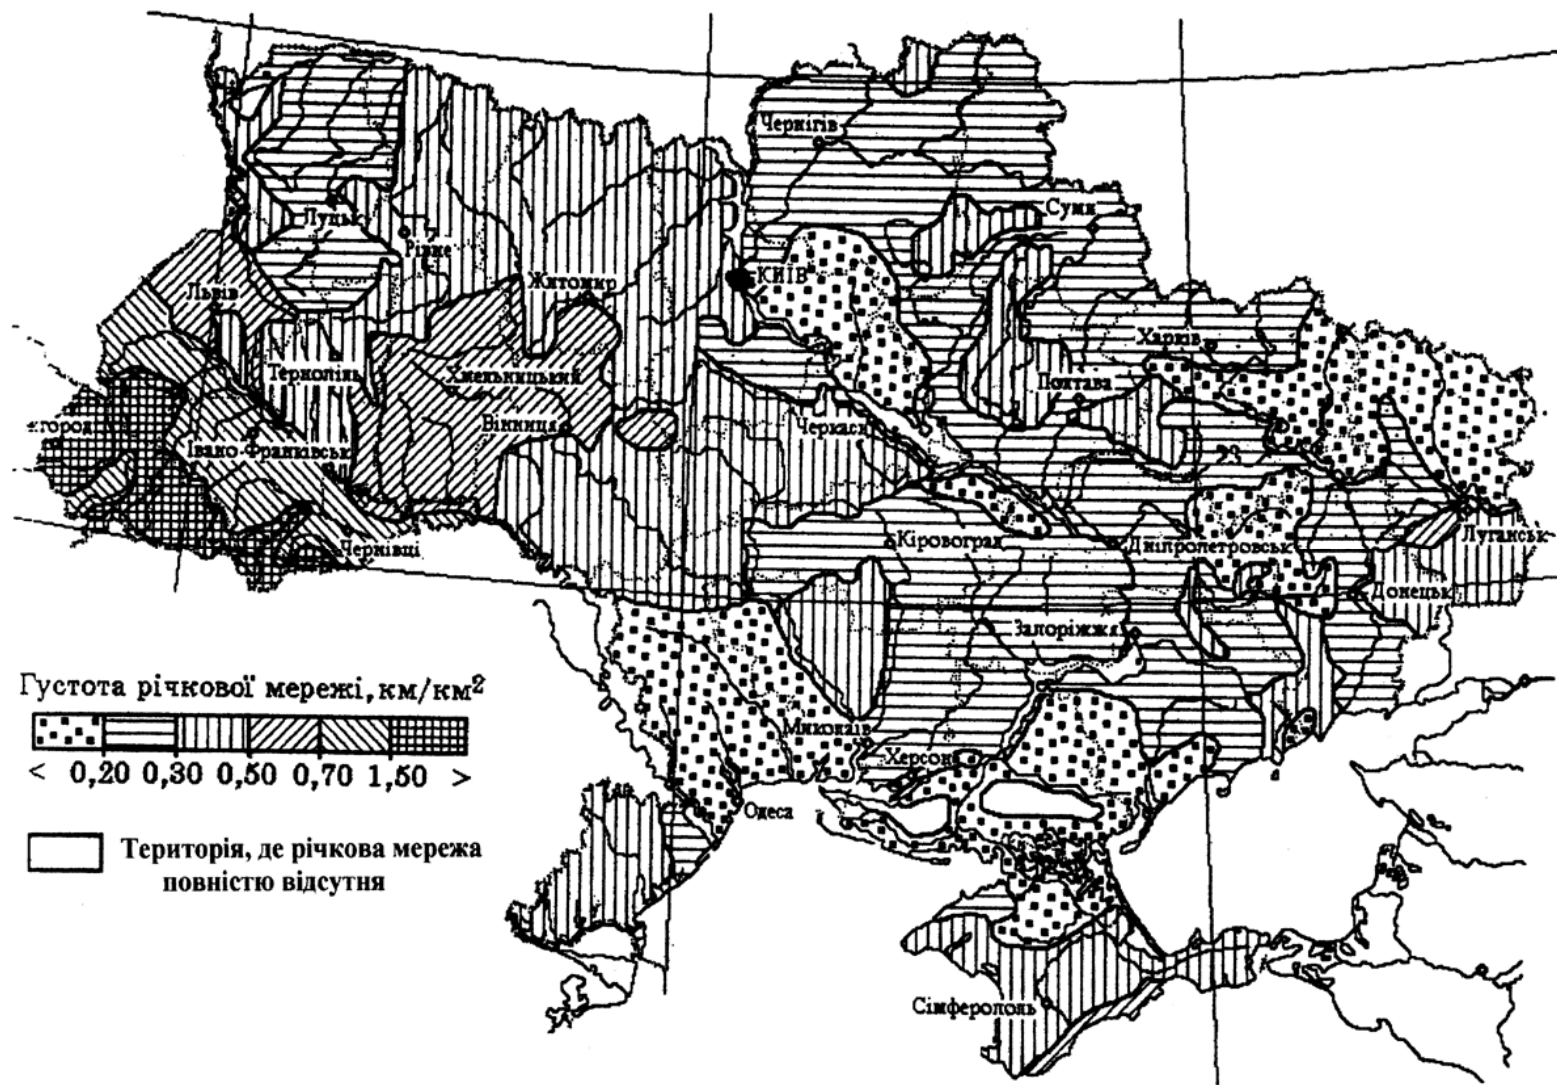 Чернігів
Суми
Луцьк
Рівне
КИЇВ
Житомир
Львів
Харків
Тернопіль
Хмельницький
Полтава
Вінниця
Черкаси
жгород
Івано-Франківськ
Кіровоград
Дніпропетровськ
Луганськ
Чернівці
Донецьк
Запоріжжя
Густота річкової мережі, км/км²
< 0,20 0,30 0,50 0,70 1,50 >
Миколаїв
Херсон
Одеса
Територія, де річкова мережа
повністю відсутня
Сімферополь